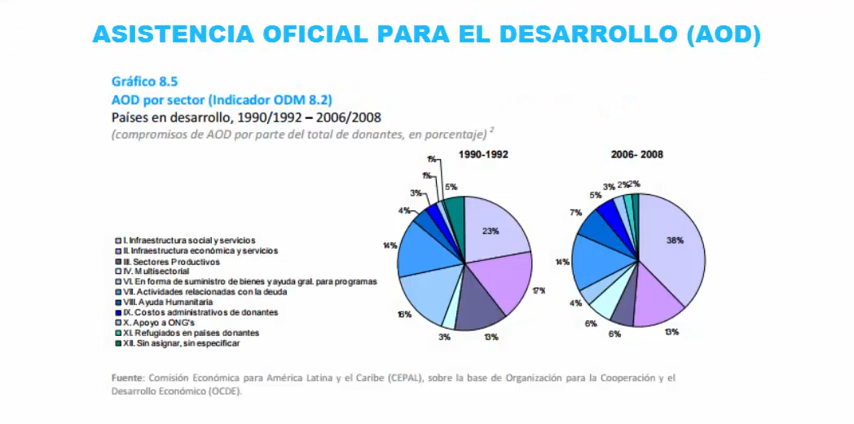 ASISTENCIA OFICIAL PARA EL DESARROLLO (AOD)
Gráfico 8.5
AOD por sector (Indicador ODM 8.2)
Países en desarrollo, 1990/1992 – 2006/2008
(compromisos de AOD por parte del total de donantes, en porcentaje) 2
1990-1992
2006- 2008
1%
1%
3%
4%
14%
16%
3%
13%
17%
23%
5%
5%
3%
2%
2%
7%
14%
4%
6%
6%
13%
38%
I. Infraestructura social y servicios
II. Infraestructura económica y servicios
III. Sectores Productivos
IV. Multisectorial
VI. En forma de suministro de bienes y ayuda gral. para programas
VII. Actividades relacionadas con la deuda
VIII. Ayuda Humanitaria
IX. Costos administrativos de donantes
X. Apoyo a ONG's
XI. Refugiados en países donantes
XII. Sin asignar, sin especificar
Fuente: Comisión Económica para América Latina y el Caribe (CEPAL), sobre la base de Organización para la Cooperación y el
Desarrollo Económico (OCDE).